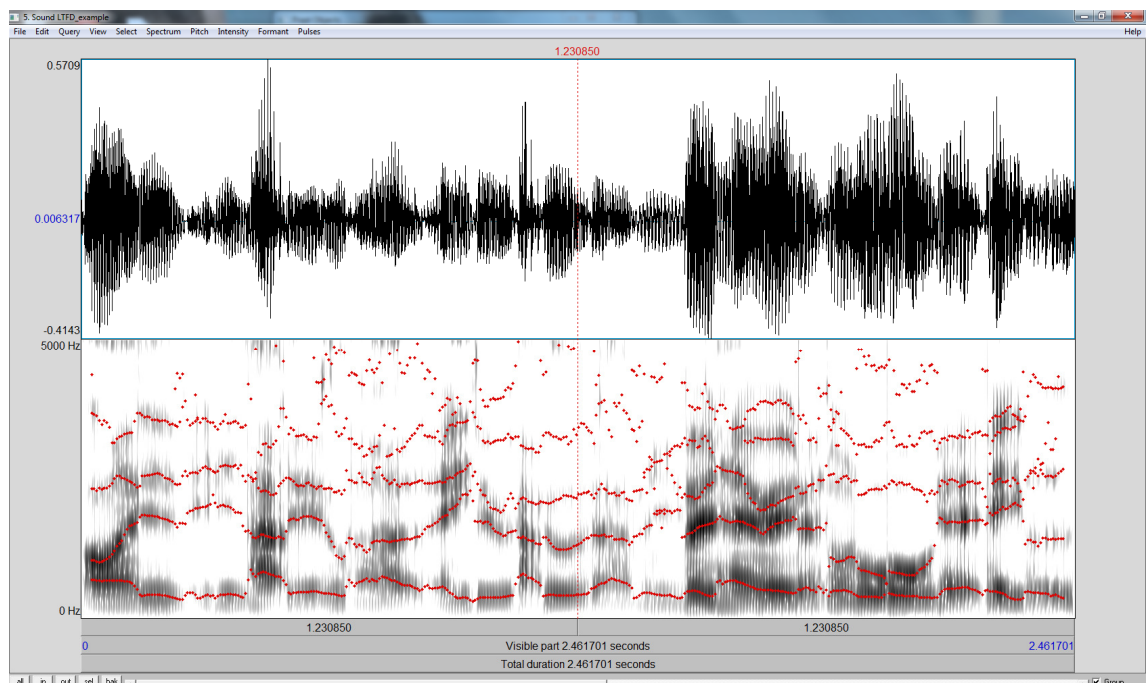 5. Sound LTFD_example
File Edit Query View Select Spectrum Pitch Intensity Formant Pulses Help
1.230850
0.5709
0.006317
-0.4143
5000 Hz
0 Hz
1.230850 1.230850
0 Visible part 2.461701 seconds 2.461701
Total duration 2.461701 seconds
all in out sel bak Group